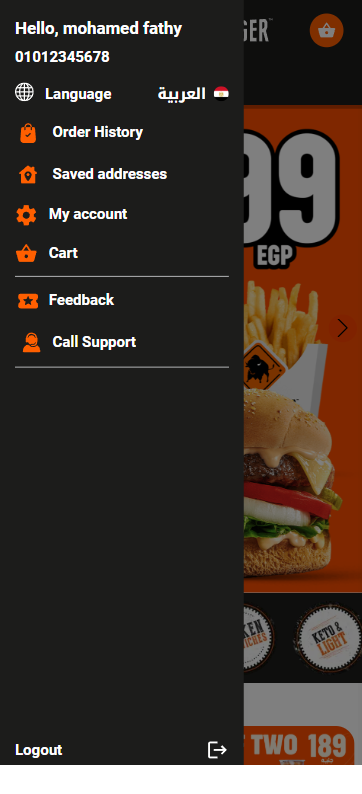 Hello, mohamed fathy
GER™
01012345678
Language العربية
Order History
Saved addresses
My account
99
Cart
EGP
Feedback
Call Support
KETO &
LIGHT
TWO 189
جنيه
Logout